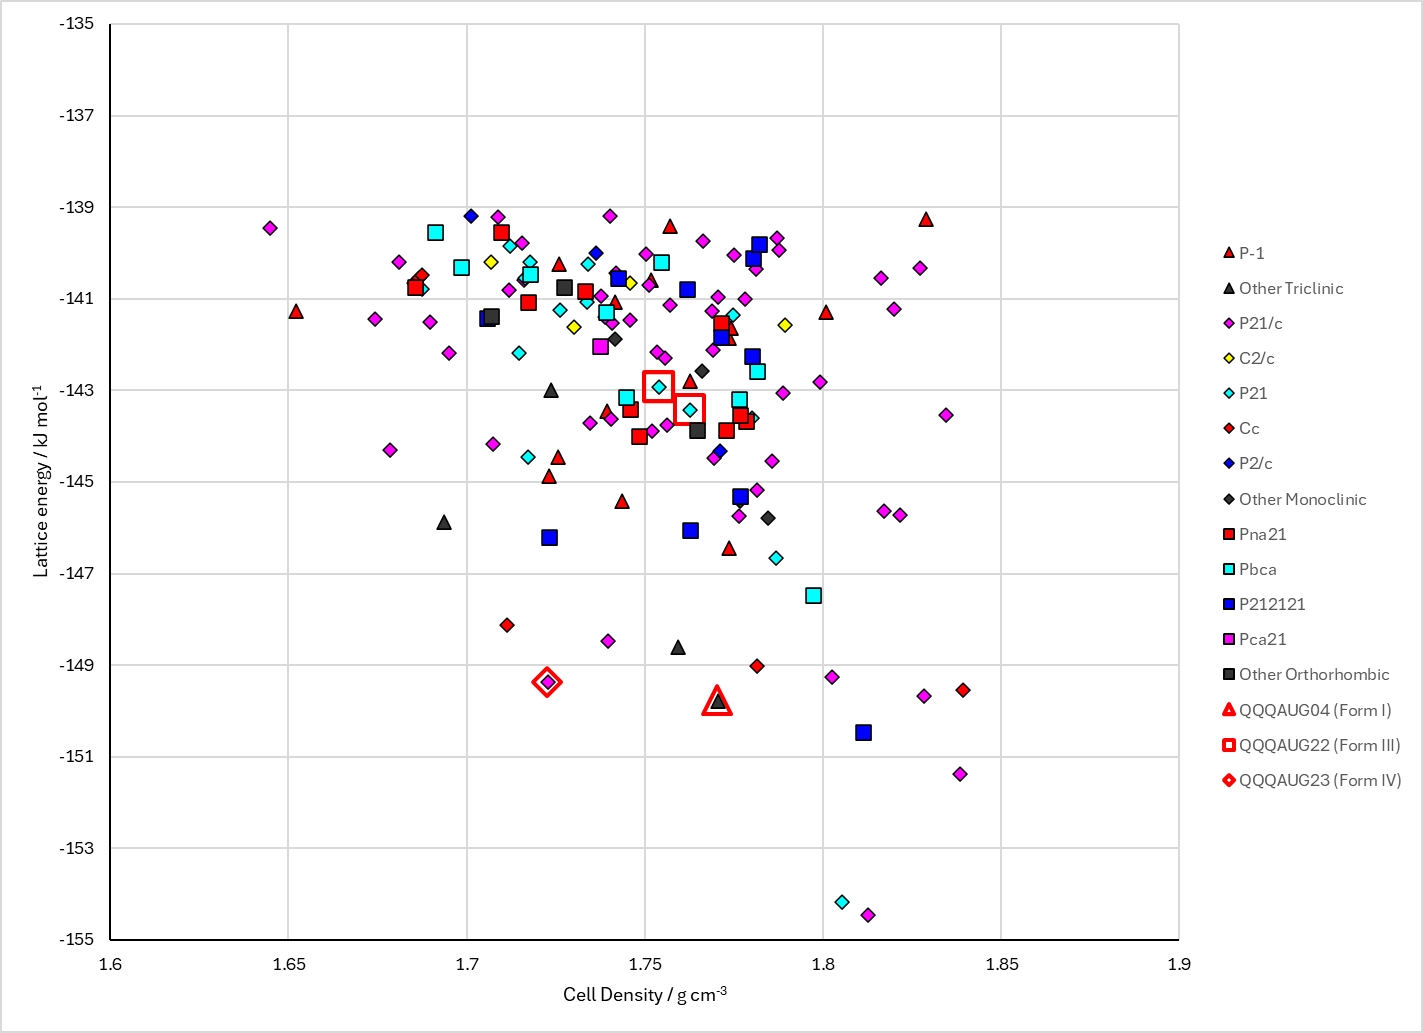 -135
-137
-139
-141
-143
-145
-147
-149
-151
-153
-155
Lattice energy / kJ mol-1
1.6 1.65 1.7 1.75 1.8 1.85 1.9
Cell Density / g cm-3
P-1
Other Triclinic
P21/c
C2/c
P21
Cc
P2/c
Other Monoclinic
Pna21
Pbca
P212121
Pca21
Other Orthorhombic
QQQAUG04 (Form I)
QQQAUG22 (Form III)
QQQAUG23 (Form IV)